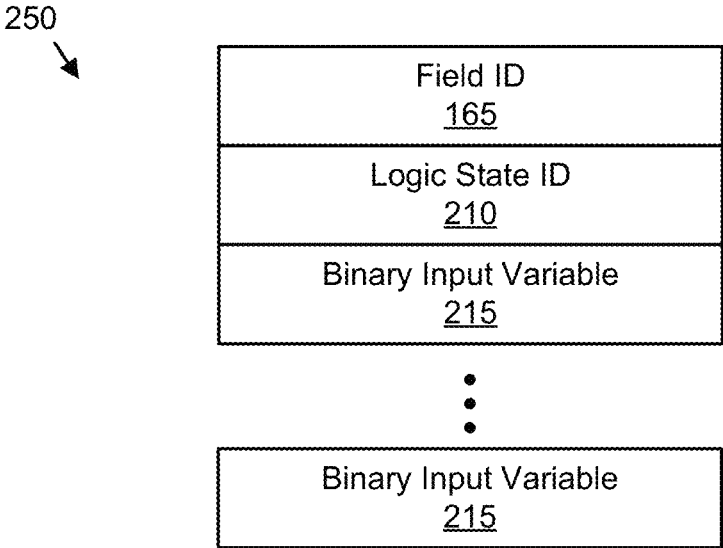 250
Field ID
165
Logic State ID
210
Binary Input Variable
215
Binary Input Variable
215